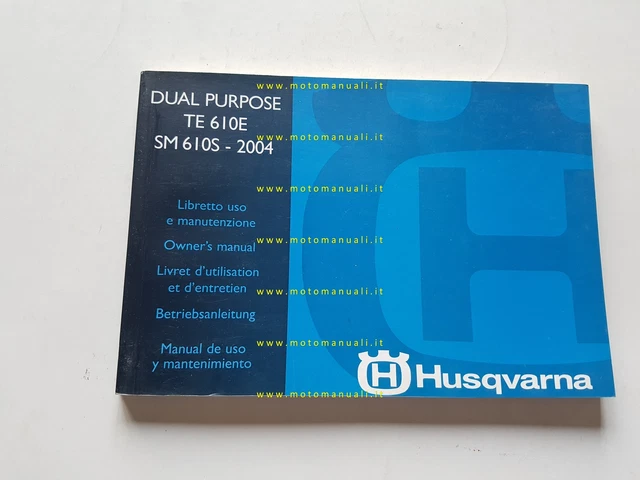 www.motomanuali.it
DUAL PURPOSE
TE 610E
SM 610S - 2004
www.motomanuali.it
www.motomanuali.it
Libretto uso
e manutenzione
Owner's manual
www.motomanuali.it
Livret d'utilisation
et d'entretien
www.motomanuali.it
Betriebsanleitung
Manual de uso
y mantenimiento
www.motomanuali.it
H Husqvarna
www.motomanuali.it